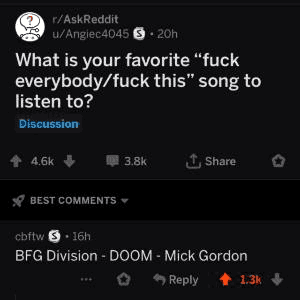 r/AskReddit
u/Angiec4045 S • 20h
What is your favorite “fuck
everybody/fuck this” song to
listen to?
Discussion
4.6k 3.8k Share
BEST COMMENTS
cbftw S • 16h
BFG Division - DOOM - Mick Gordon
... Reply 1.3k